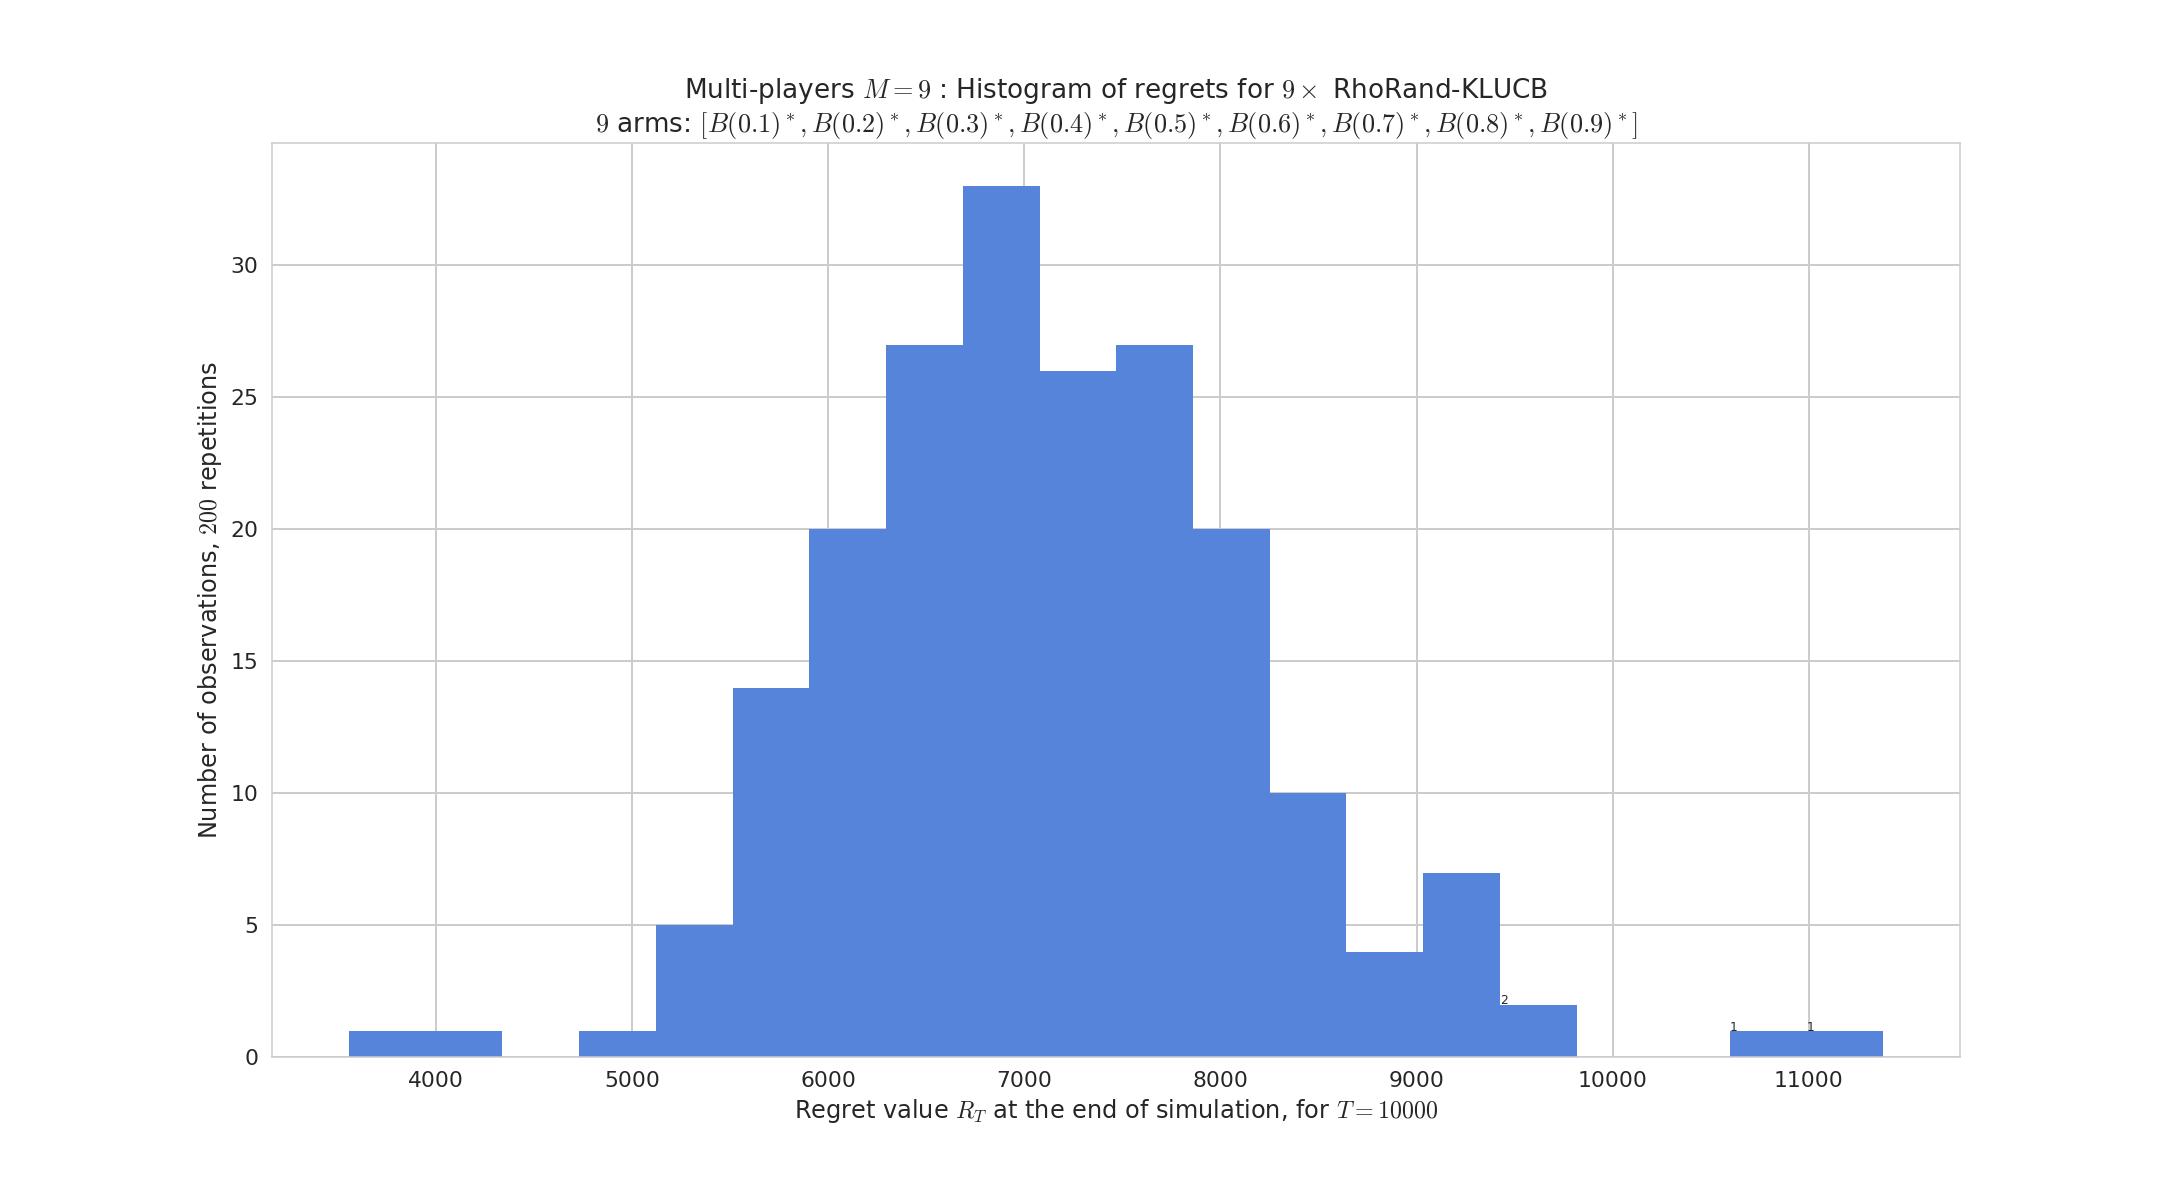 Multi-players M = 9 : Histogram of regrets for 9× RhoRand-KLUCB
9 arms: [B(0.1)*, B(0.2)*, B(0.3)*, B(0.4)*, B(0.5)*, B(0.6)*, B(0.7)*, B(0.8)*, B(0.9)*]
Number of observations, 200 repetitions
30
25
20
15
10
5
0
2
1 1
4000 5000 6000 7000 8000 9000 10000 11000
Regret value R_T at the end of simulation, for T = 10000